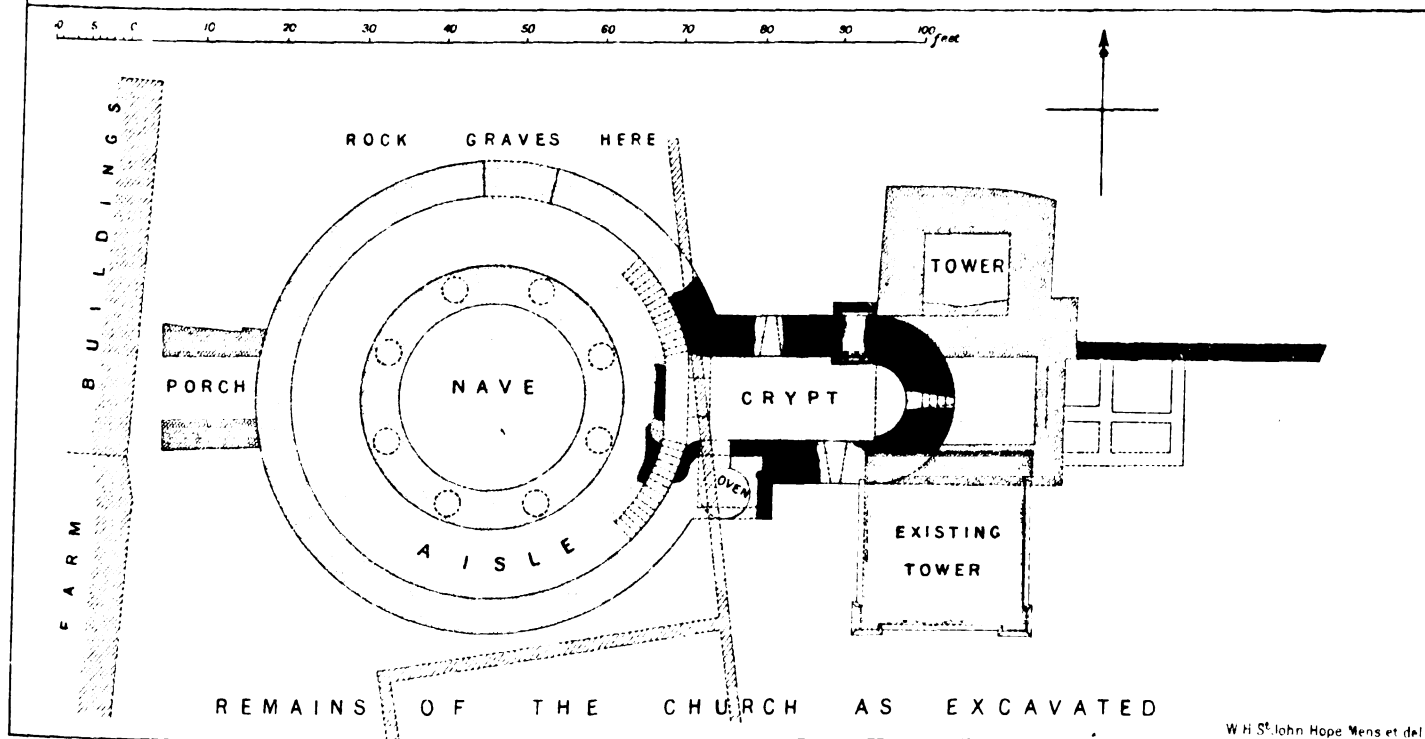 10 5 0 10 20 30 40 50 60 70 80 90 100 feet
ROCK GRAVES HERE
FARM BUILDINGS
TOWER
PORCH
NAVE
CRYPT
OVEN
AISLE
EXISTING
TOWER
REMAINS OF THE CHURCH AS EXCAVATED
W H St. John Hope Mens et del